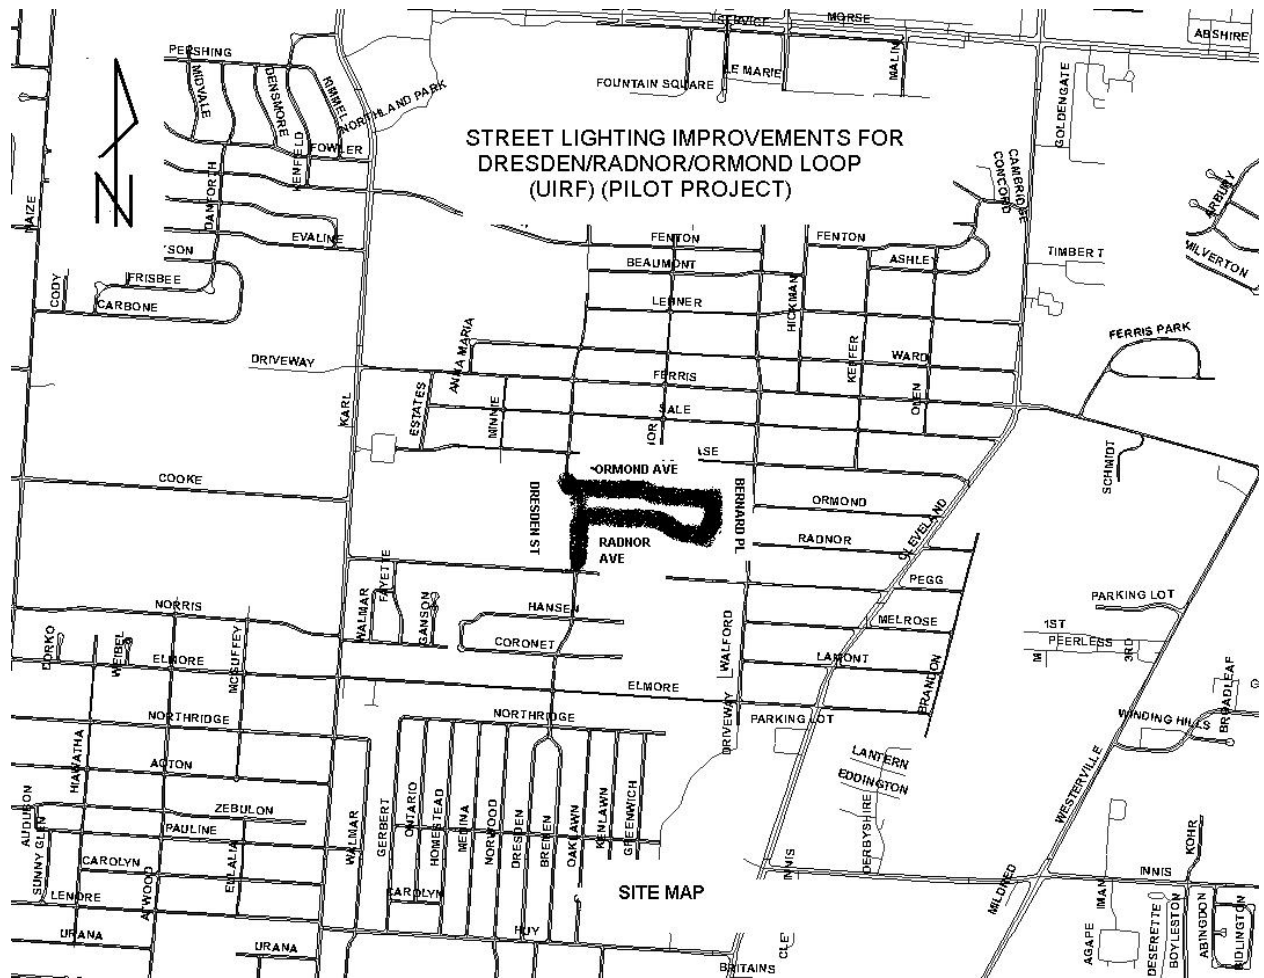 SERVICE
MORSE
ABSHIRE
PERSHING
MIDVALE
DENSMORE
KIMMEL
NORTHLAND PARK
FOUNTAIN SQUARE
LE MARIE
MALIN
GOLDENGATE
STREET LIGHTING IMPROVEMENTS FOR
DRESDEN/RADNOR/ORMOND LOOP
(UIRF) (PILOT PROJECT)
FOWLER
DANFORTH
CAMBRIDGE
CONCORD
ARBURY
MAIZE
N
EVALINE
FENTON
FENTON
TIMBER T
MILVERTON
BEAUMONT
ASHLEY
CODY
FRISBEE
CARBONE
LEHNER
HICKMAN
FERRIS PARK
DRIVEWAY
ANNA MARIA
WARD
KEEFER
FERRIS
OLEN
KARL
ESTATES
MINNIE
SALE
SCHMIDT
COOKE
ORMOND AVE
DRESDEN ST
BERNARD PL
ORMOND
CLEVELAND
RADNOR
AVE
RADNOR
FAYETTE
PEGG
PARKING LOT
NORRIS
WALMAR
GANSON
HANSEN
CORONET
WALFORD
MELROSE
1ST
PEERLESS
3RD
DORKO
WEIBEL
ELMORE
MCGUFFEY
LAMONT
BRANDON
ELMORE
BROADLEAF
NORTHRIDGE
NORTHRIDGE
DRIVEWAY
PARKING LOT
WINDING HILLS
HIAWATHA
ACTON
LANTERN
EDDINGTON
WESTERVILLE
AUDUBON
ZEBULON
SUNNY GLEN
PAULINE
WALMAR
GERBERT
ONTARIO
HOMESTEAD
MEDINA
NORWOOD
DRESDEN
BREMEN
OAKLAWN
KENLAWN
GREENWICH
DERBYSHIRE
KOHR
CAROLYN
ELLALIA
ATWOOD
LENORE
CAROLYN
SITE MAP
INNIS
INNIS
MILDRED
URANA
URANA
HUY
BRITAINS
AGAPE
DESERETTE
BOYLESTON
ABINGDON